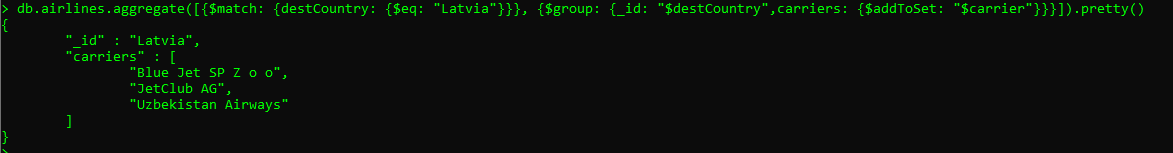 > db.airlines.aggregate([{$match: {destCountry: {$eq: "Latvia"}}}, {$group: {_id: "$destCountry",carriers: {$addToSet: "$carrier"}}}]).pretty()
{
        "_id" : "Latvia",
        "carriers" : [
                "Blue Jet SP Z o o",
                "JetClub AG",
                "Uzbekistan Airways"
        ]
}
>